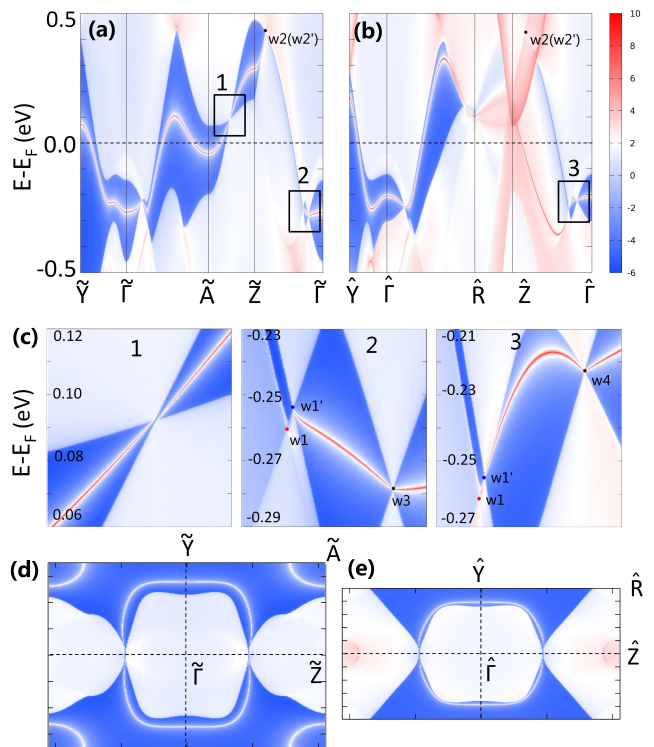 0.5
(a)
w2(w2')
1
E-E_F (eV)
0.0
2
-0.5
Ỹ Γ̃ Ã Z̃ Γ̃
(b)
w2(w2')
3
Ŷ Γ̂ R̂ Ẑ Γ̂
10
8
6
4
2
0
-2
-4
-6
(c)
E-E_F (eV)
0.12
1
0.10
0.08
0.06
-0.23
2
-0.25
w1'
w1
-0.27
w3
-0.29
-0.21
3
-0.23
w4
-0.25
w1'
w1
-0.27
(d)
Ỹ
Ã
Γ̃
Z̃
(e)
Ŷ
R̂
Γ̂
Ẑ